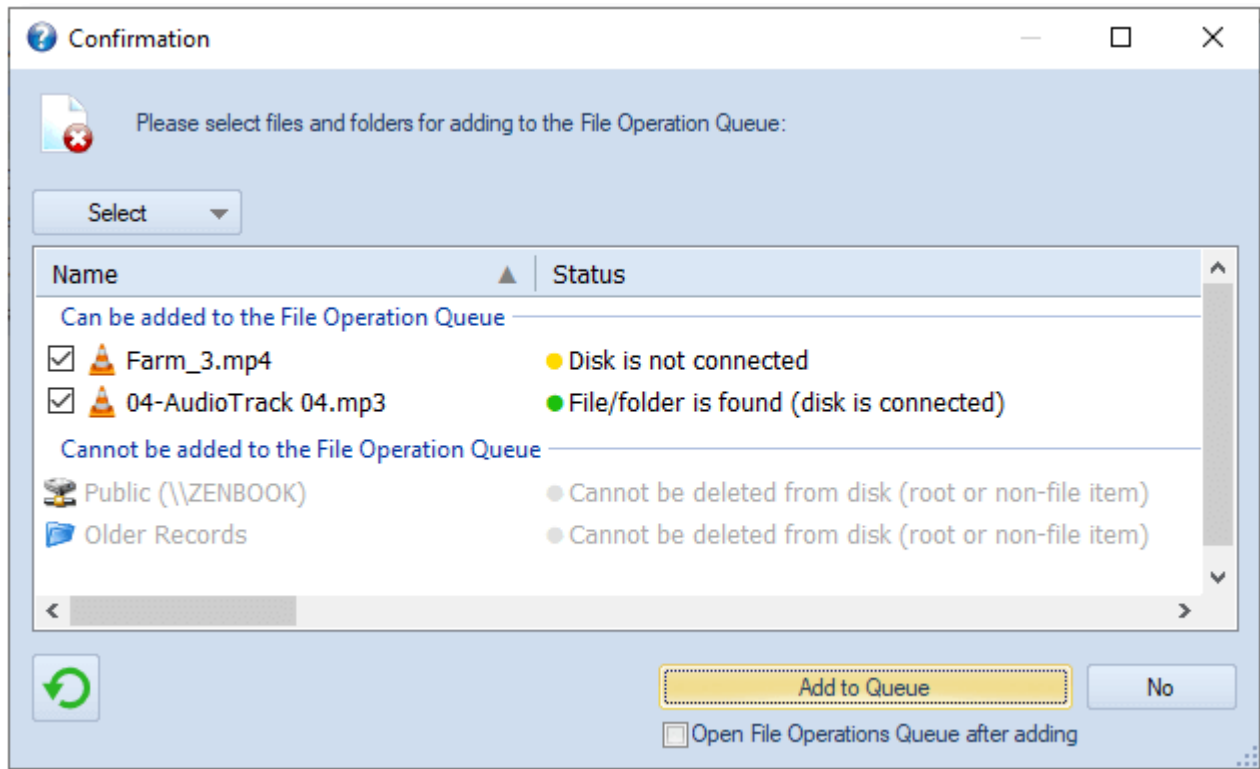 Confirmation
Please select files and folders for adding to the File Operation Queue:
Select
Name Status
Can be added to the File Operation Queue
Farm_3.mp4 Disk is not connected
04-AudioTrack 04.mp3 File/folder is found (disk is connected)
Cannot be added to the File Operation Queue
Public (\\ZENBOOK) Cannot be deleted from disk (root or non-file item)
Older Records Cannot be deleted from disk (root or non-file item)
Add to Queue No
Open File Operations Queue after adding